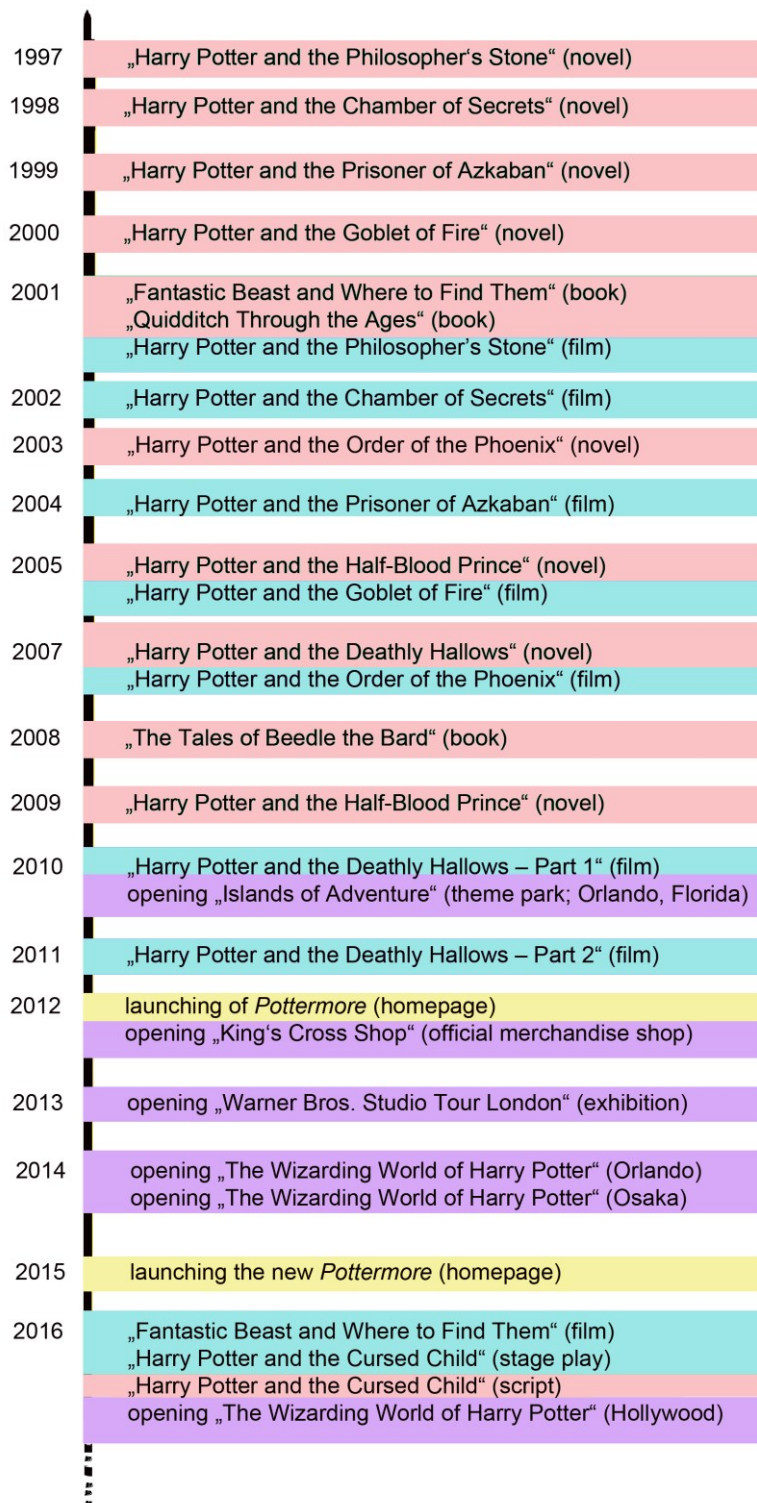 1997 „Harry Potter and the Philosopher‘s Stone“ (novel)
1998 „Harry Potter and the Chamber of Secrets“ (novel)
1999 „Harry Potter and the Prisoner of Azkaban“ (novel)
2000 „Harry Potter and the Goblet of Fire“ (novel)
2001 „Fantastic Beast and Where to Find Them“ (book)
„Quidditch Through the Ages“ (book)
„Harry Potter and the Philosopher‘s Stone“ (film)
2002 „Harry Potter and the Chamber of Secrets“ (film)
2003 „Harry Potter and the Order of the Phoenix“ (novel)
2004 „Harry Potter and the Prisoner of Azkaban“ (film)
2005 „Harry Potter and the Half-Blood Prince“ (novel)
„Harry Potter and the Goblet of Fire“ (film)
2007 „Harry Potter and the Deathly Hallows“ (novel)
„Harry Potter and the Order of the Phoenix“ (film)
2008 „The Tales of Beedle the Bard“ (book)
2009 „Harry Potter and the Half-Blood Prince“ (novel)
2010 „Harry Potter and the Deathly Hallows – Part 1“ (film)
opening „Islands of Adventure“ (theme park; Orlando, Florida)
2011 „Harry Potter and the Deathly Hallows – Part 2“ (film)
2012 launching of Pottermore (homepage)
opening „King‘s Cross Shop“ (official merchandise shop)
2013 opening „Warner Bros. Studio Tour London“ (exhibition)
2014 opening „The Wizarding World of Harry Potter“ (Orlando)
opening „The Wizarding World of Harry Potter“ (Osaka)
2015 launching the new Pottermore (homepage)
2016 „Fantastic Beast and Where to Find Them“ (film)
„Harry Potter and the Cursed Child“ (stage play)
„Harry Potter and the Cursed Child“ (script)
opening „The Wizarding World of Harry Potter“ (Hollywood)